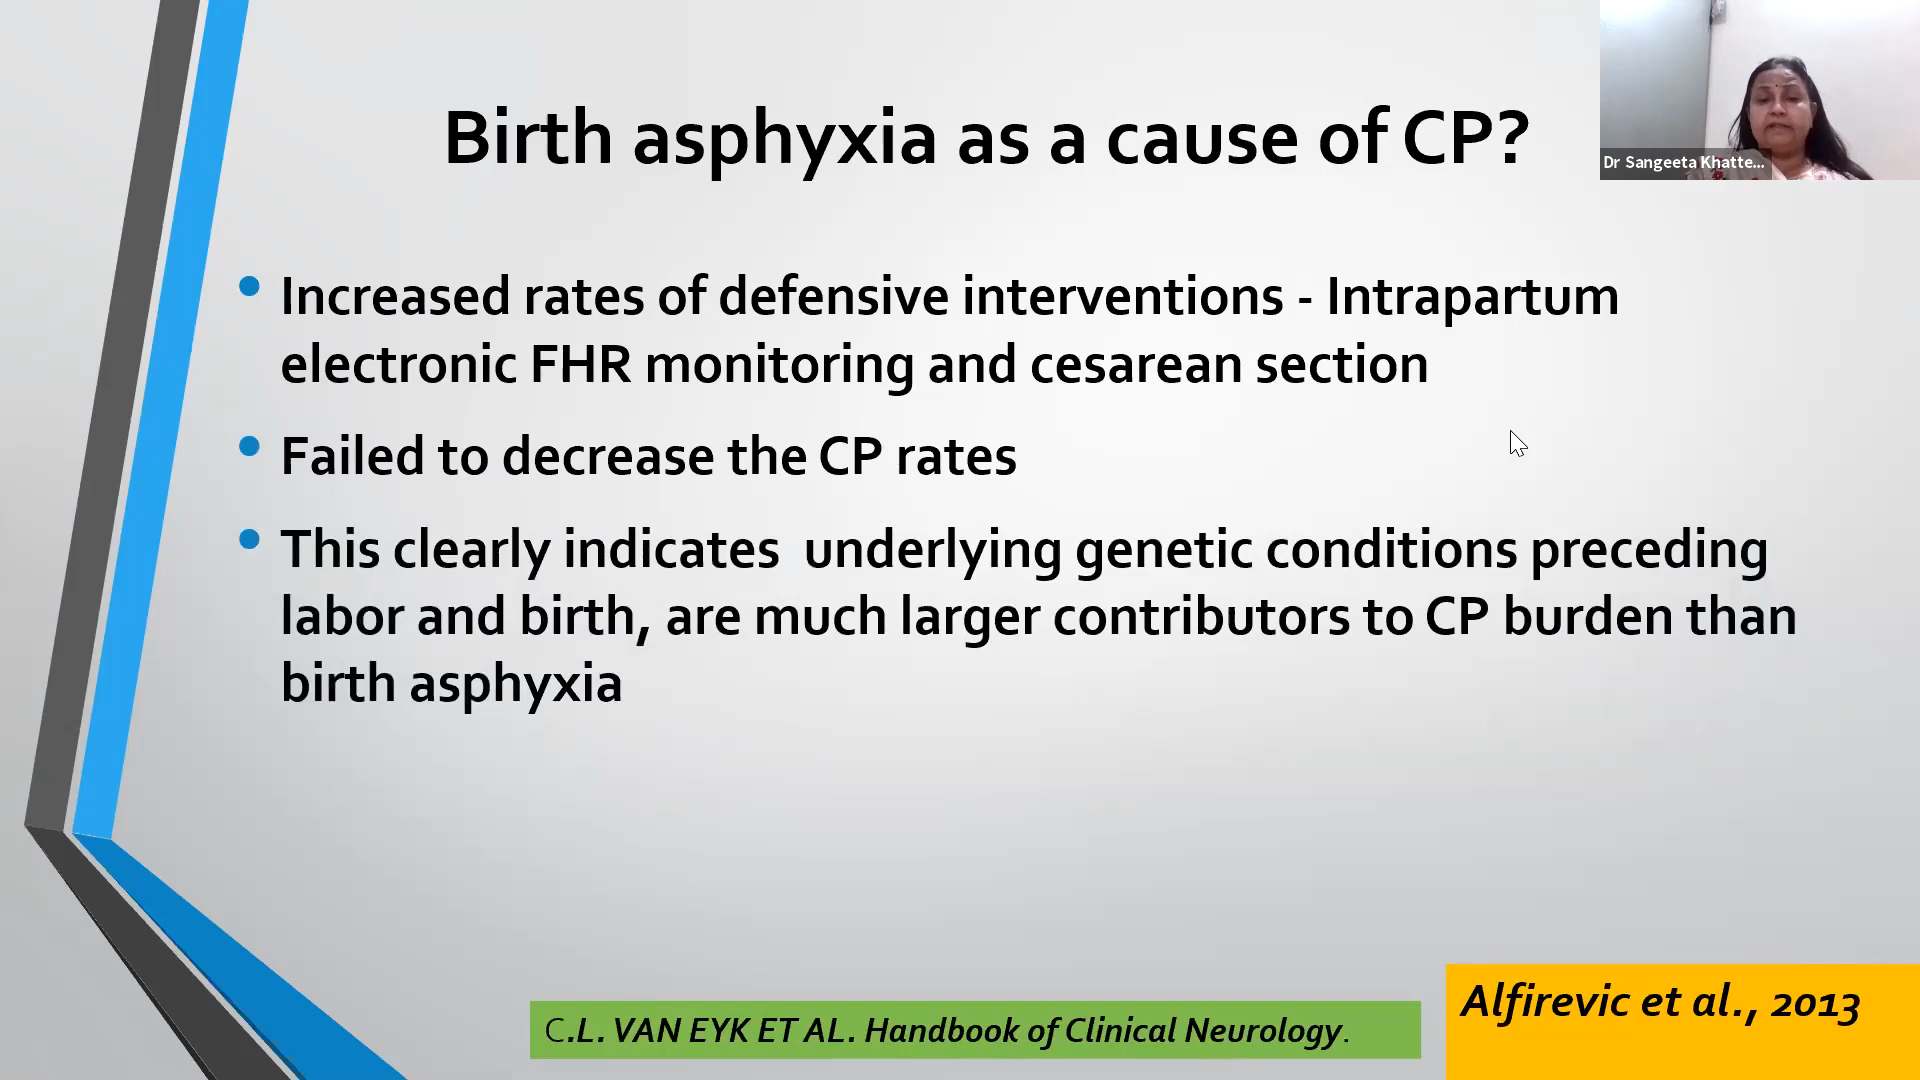 Birth asphyxia as a cause of CP?
Dr Sangeeta Khatte...
Increased rates of defensive interventions - Intrapartum
electronic FHR monitoring and cesarean section
Failed to decrease the CP rates
This clearly indicates  underlying genetic conditions preceding
labor and birth, are much larger contributors to CP burden than
birth asphyxia
C.L. VAN EYK ET AL. Handbook of Clinical Neurology.
Alfirevic et al., 2013